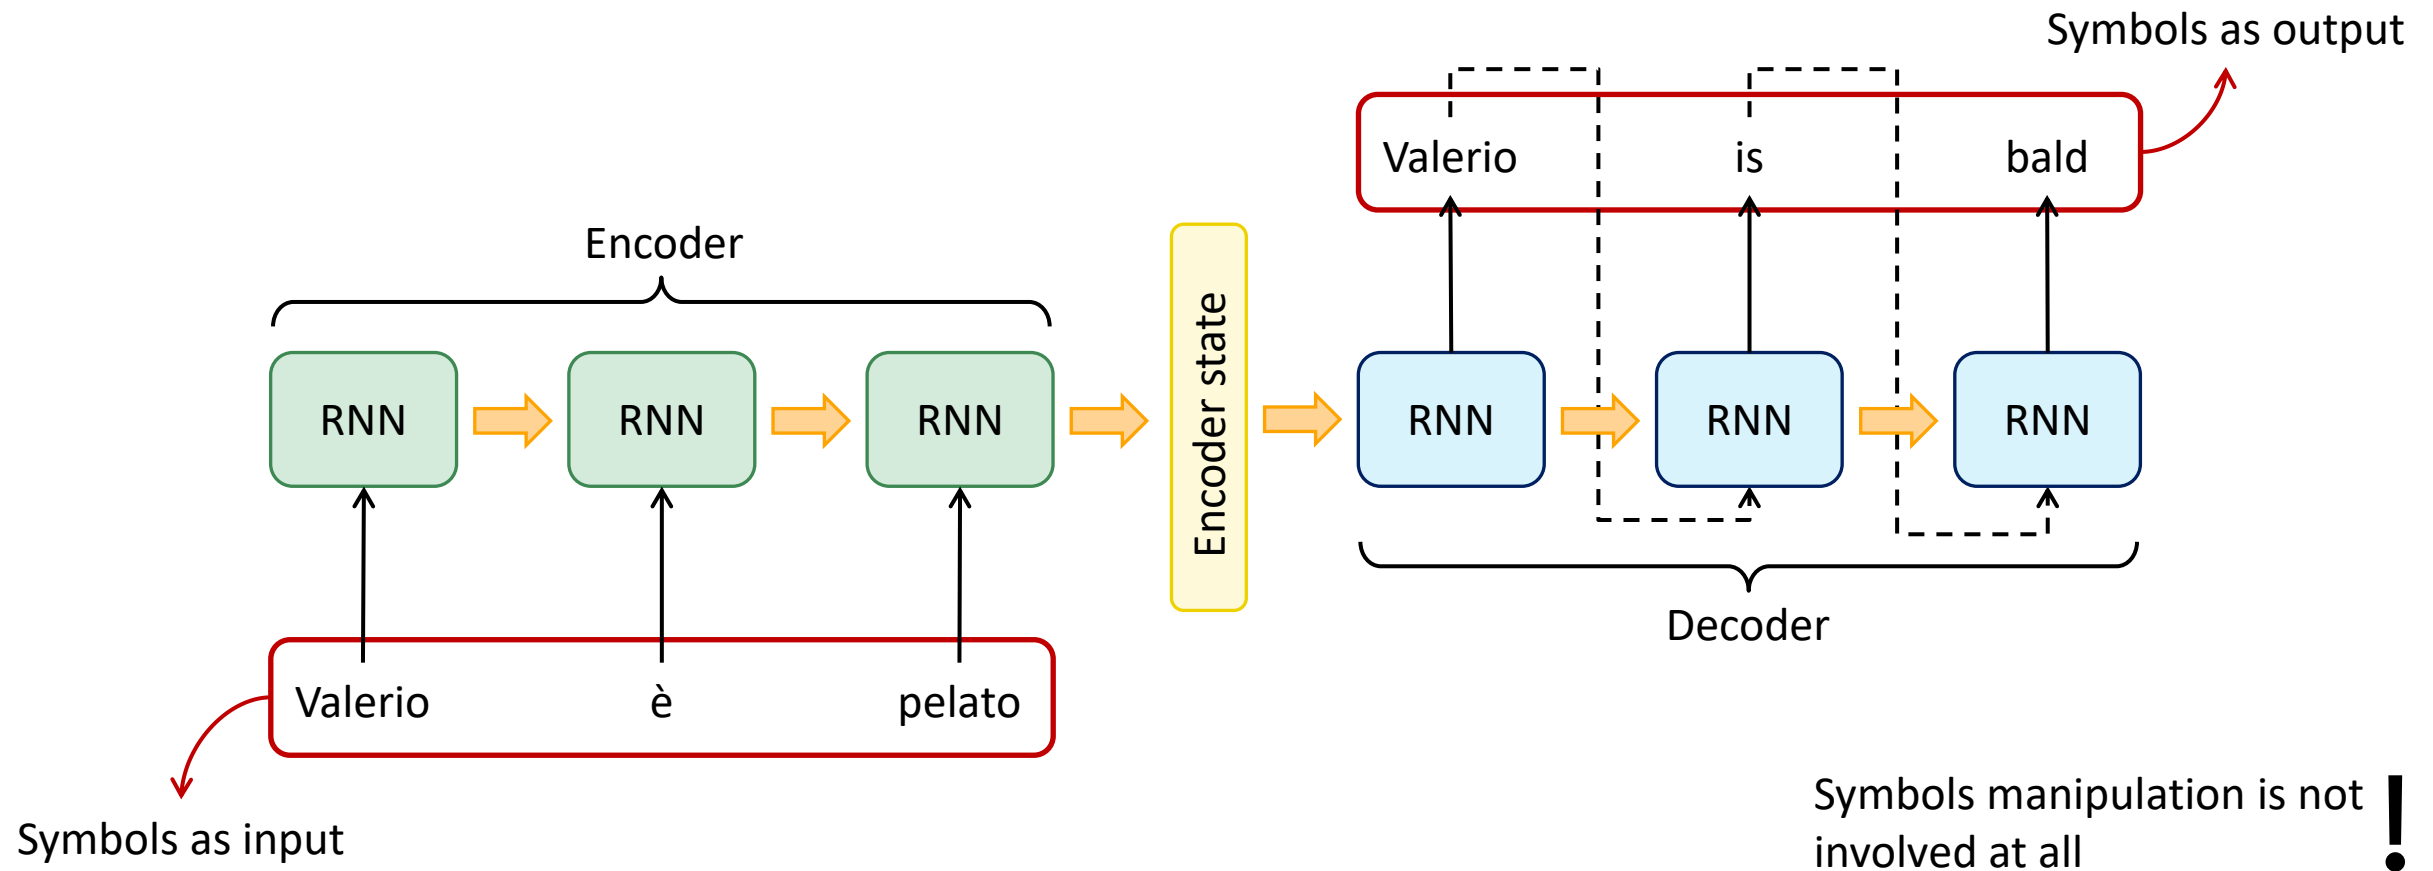 Symbols as output
Valerio is bald
Encoder
Encoder state
RNN RNN RNN
RNN RNN RNN
Decoder
Valerio è pelato
Symbols as input
Symbols manipulation is not
involved at all
!